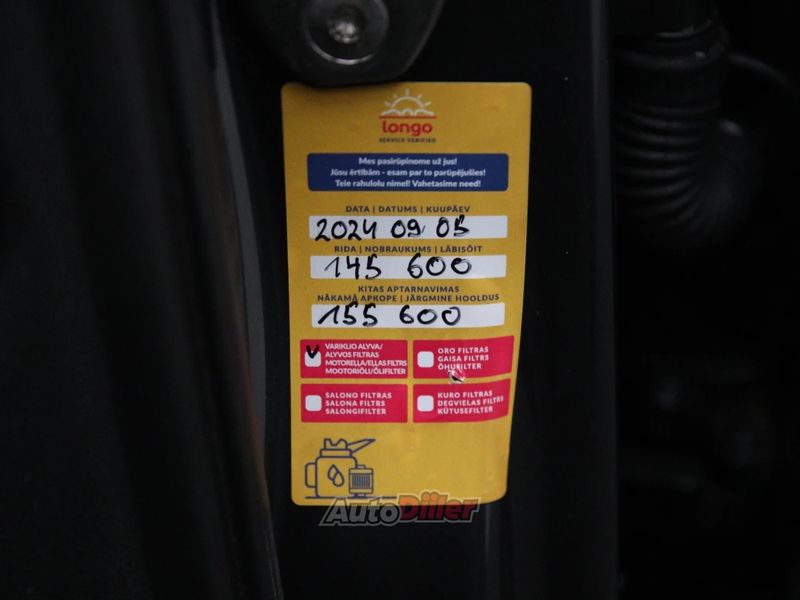 longo
SERVICE VERIFIED
Mes pasirūpinome už jus!
Jūsu ērtībām - esam par to parūpējušies!
Teie rahulolu nimel! Vahetasime need!
DATA | DATUMS | KUUPÄEV
2024 09 05
RIDA | NOBRAUKUMS | LÄBISÕIT
145 600
KITAS APTARNAVIMAS
NĀKAMĀ APKOPE | JÄRGMINE HOOLDUS
155 600
VARIKLIO ALYVA/
ALYVOS FILTRAS
MOTOREĻĻA/EĻĻAS FILTRS
MOOTORIÕLI/ÕLIFILTER
ORO FILTRAS
GAISA FILTRS
ÕHUFILTER
SALONO FILTRAS
SALONA FILTRS
SALONGIFILTER
KURO FILTRAS
DEGVIELAS FILTRS
KÜTUSEFILTER
AutoDiiler